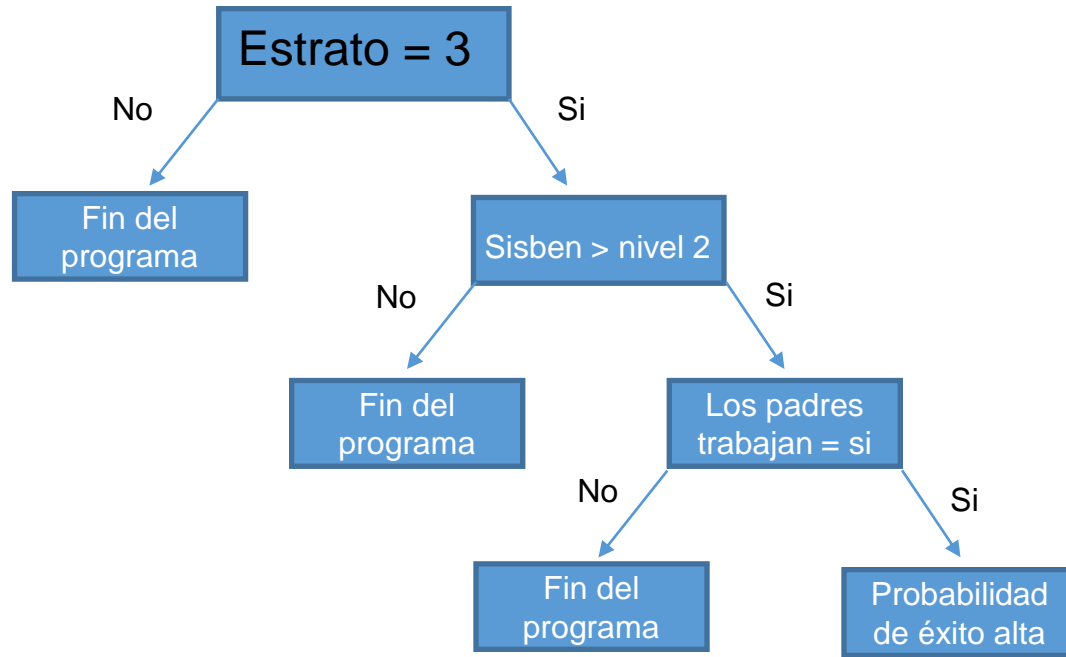 Estrato = 3
No
Si
Fin del
programa
Sisben > nivel 2
No
Si
Fin del
programa
Los padres
trabajan = si
No
Si
Fin del
programa
Probabilidad
de éxito alta